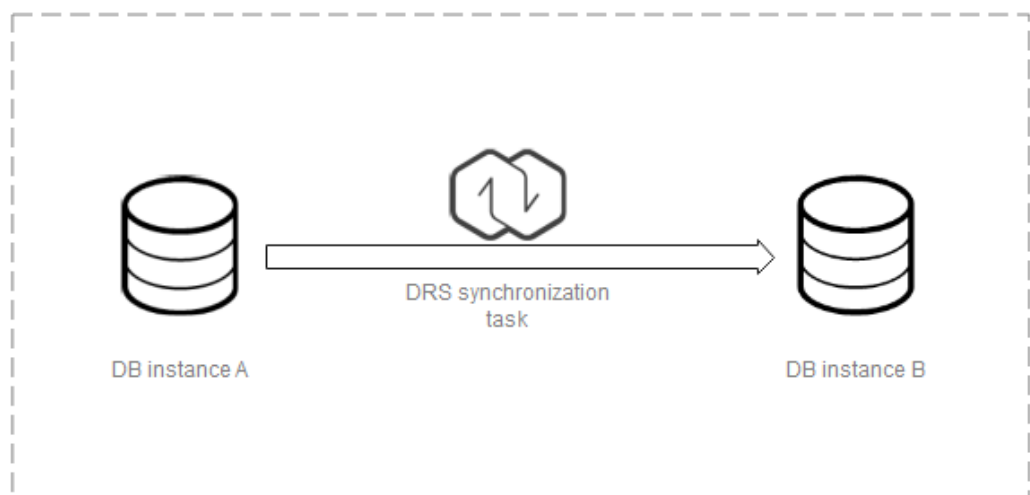 DRS synchronization
task
DB instance A
DB instance B